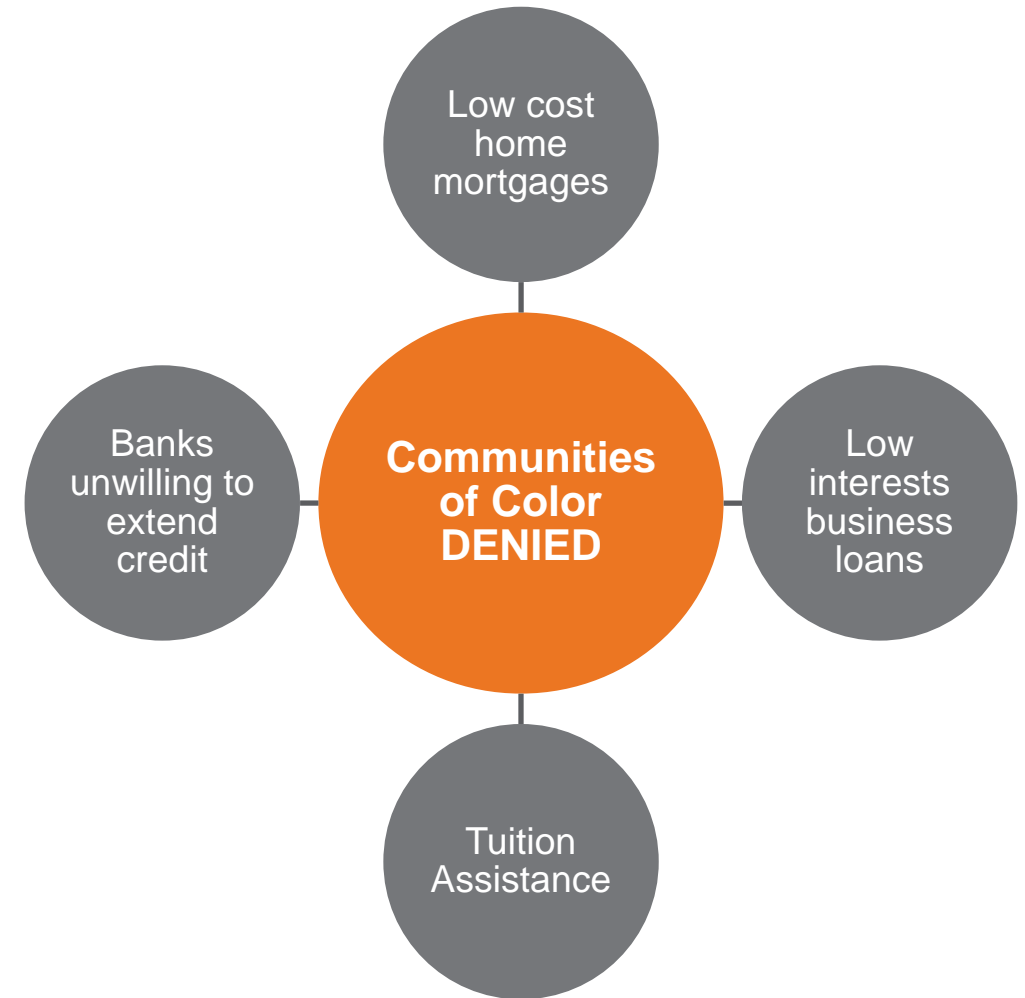 Low cost
home
mortgages
Banks
unwilling to
extend
credit
Communities
of Color
DENIED
Low
interests
business
loans
Tuition
Assistance